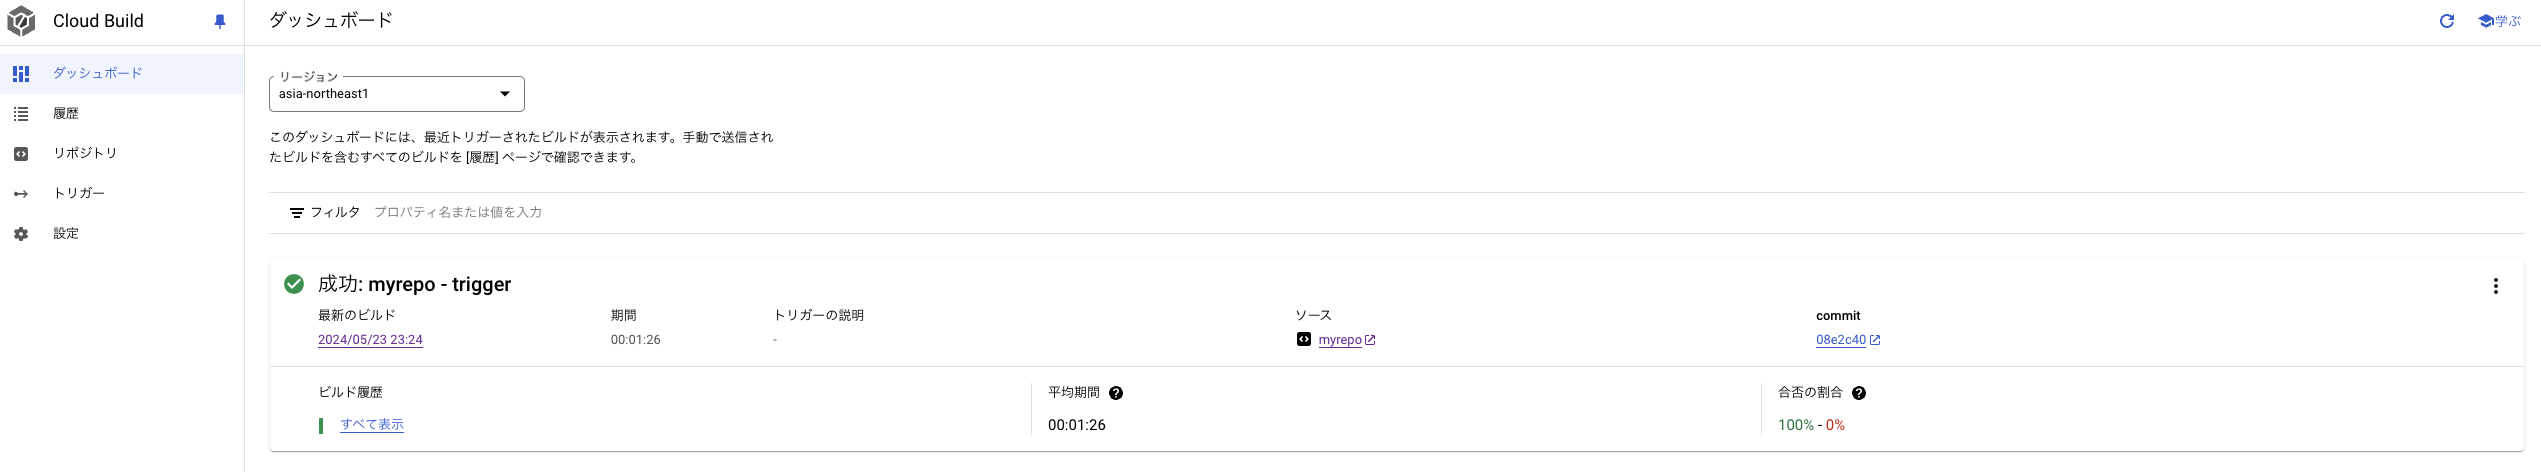 Cloud Build
ダッシュボード
学ぶ
ダッシュボード
履歴
リポジトリ
トリガー
設定
リージョン
asia-northeast1
このダッシュボードには、最近トリガーされたビルドが表示されます。手動で送信され
たビルドを含むすべてのビルドを [履歴] ページで確認できます。
フィルタ プロパティ名または値を入力
成功: myrepo - trigger
最新のビルド 期間 トリガーの説明 ソース commit
2024/05/23 23:24 00:01:26 - myrepo 08e2c40
ビルド履歴 平均期間 合否の割合
すべて表示 00:01:26 100% - 0%